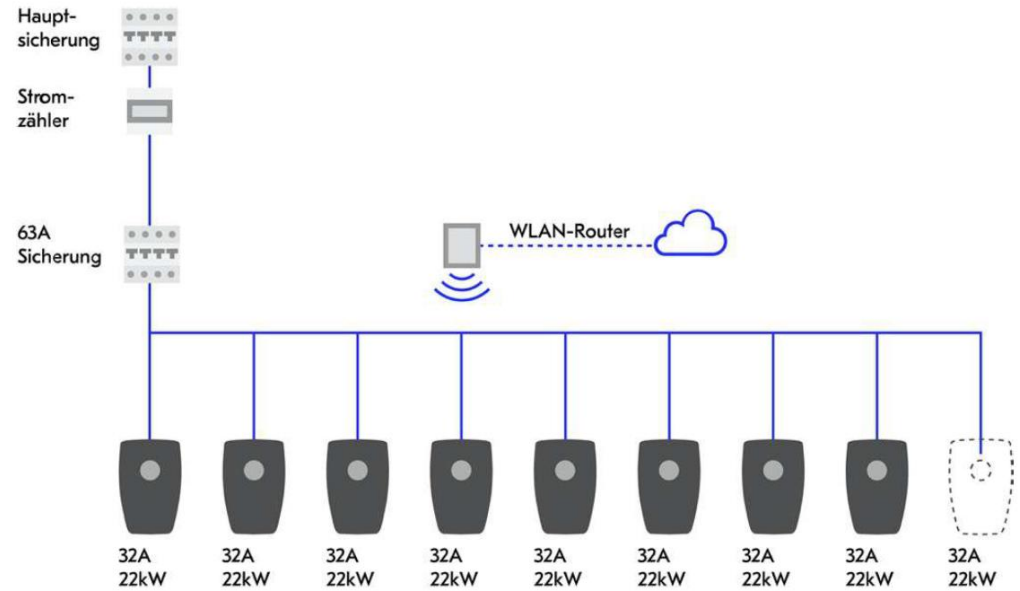 Haupt-
sicherung
Strom-
zähler
63A
Sicherung
WLAN-Router
32A
22kW
32A
22kW
32A
22kW
32A
22kW
32A
22kW
32A
22kW
32A
22kW
32A
22kW
32A
22kW